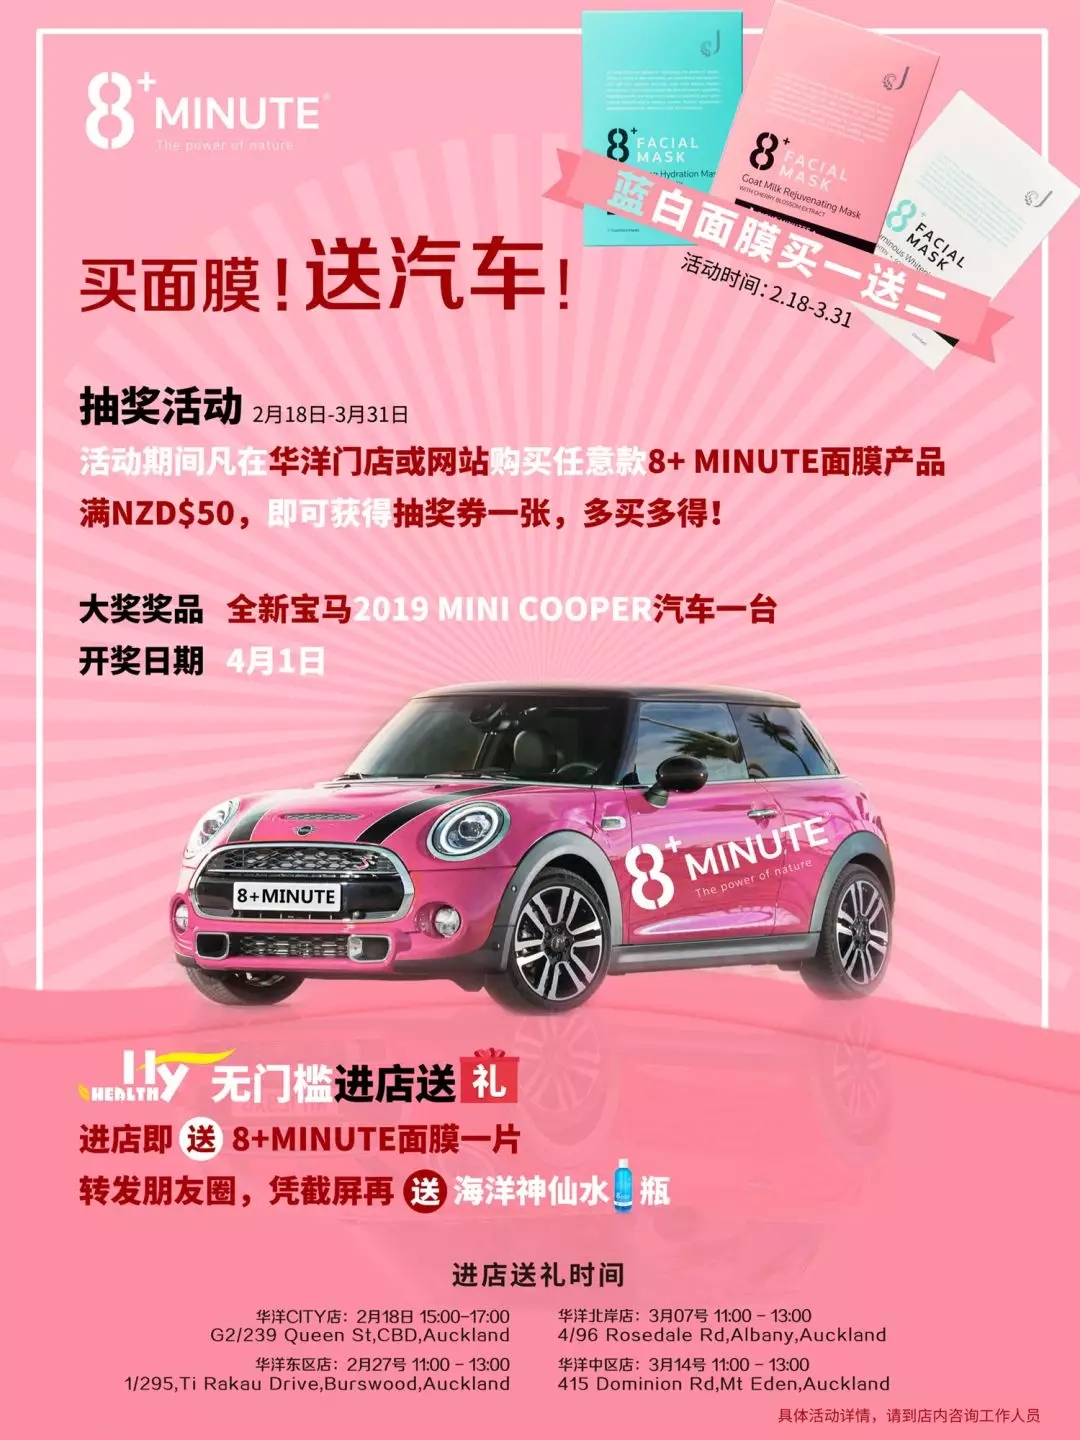 8+ MINUTE®
The power of nature
8+ FACIAL MASK
Hydration Mas
8+ FACIAL MASK
Goat Milk Rejuvenating Mask
WITH CHERRY BLOSSOM EXTRACT
8+ FACIAL MASK
minous Whiteni
蓝白面膜买一送二
活动时间：2.18-3.31
买面膜！送汽车！
抽奖活动 2月18日-3月31日
活动期间凡在华洋门店或网站购买任意款8+ MINUTE面膜产品
满NZD$50，即可获得抽奖券一张，多买多得！
大奖奖品 全新宝马2019 MINI COOPER汽车一台
开奖日期 4月1日
8+ MINUTE
The power of nature
8+MINUTE
Hy HEALTHY 无门槛进店送礼
进店即送 8+MINUTE面膜一片
转发朋友圈，凭截屏再送海洋神仙水 瓶
进店送礼时间
华洋CITY店：2月18日 15:00-17:00
G2/239 Queen St,CBD,Auckland
华洋北岸店：3月07号 11:00 - 13:00
4/96 Rosedale Rd,Albany,Auckland
华洋东区店：2月27号 11:00 - 13:00
1/295,Ti Rakau Drive,Burswood,Auckland
华洋中区店：3月14号 11:00 - 13:00
415 Dominion Rd,Mt Eden,Auckland
具体活动详情，请到店内咨询工作人员